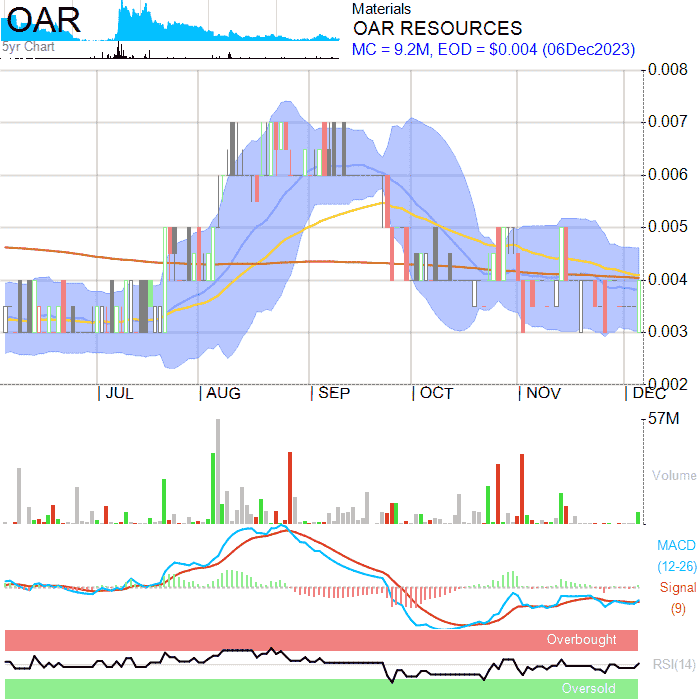 OAR
5yr Chart
Materials
OAR RESOURCES
MC = 9.2M, EOD = $0.004 (06Dec2023)
0.008
0.007
0.006
0.005
0.004
0.003
0.002
JUL AUG SEP OCT NOV DEC
57M
Volume
MACD
(12-26)
Signal
(9)
Overbought
RSI(14)
Oversold